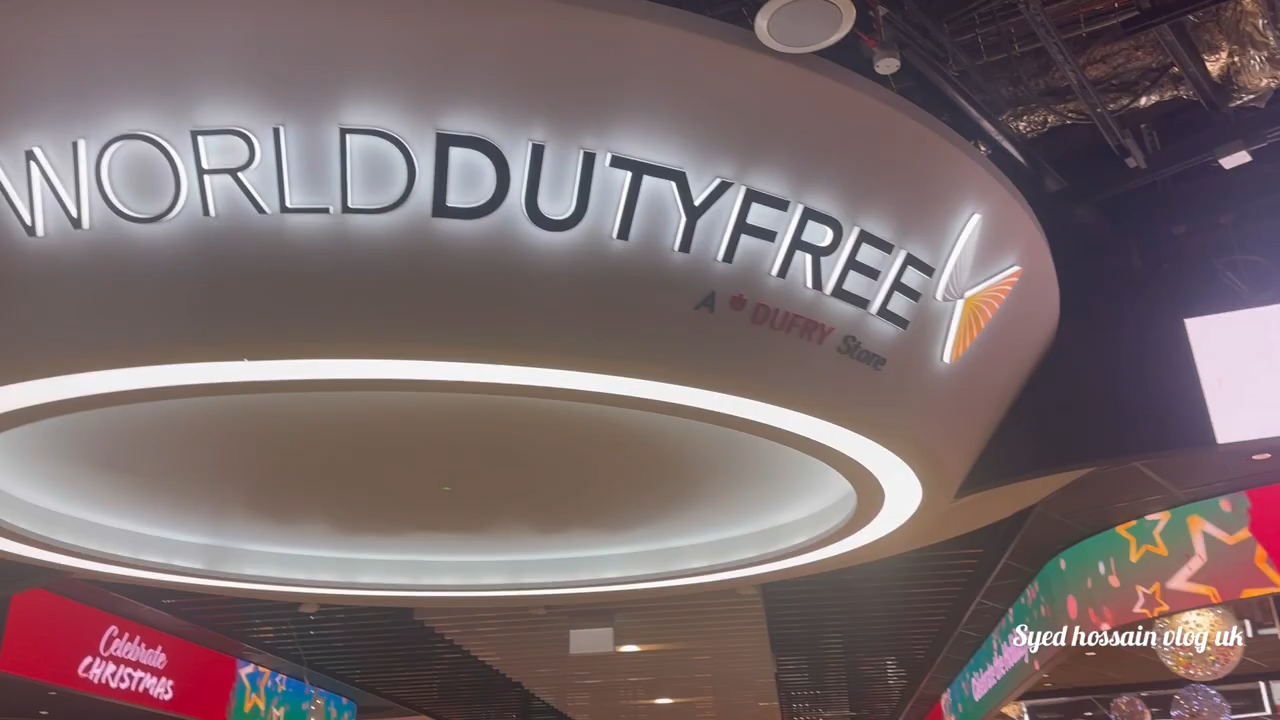 WORLDDUTYFREE
A DUFRY Store
Celebrate
CHRISTMAS
Syed hossain vlog uk